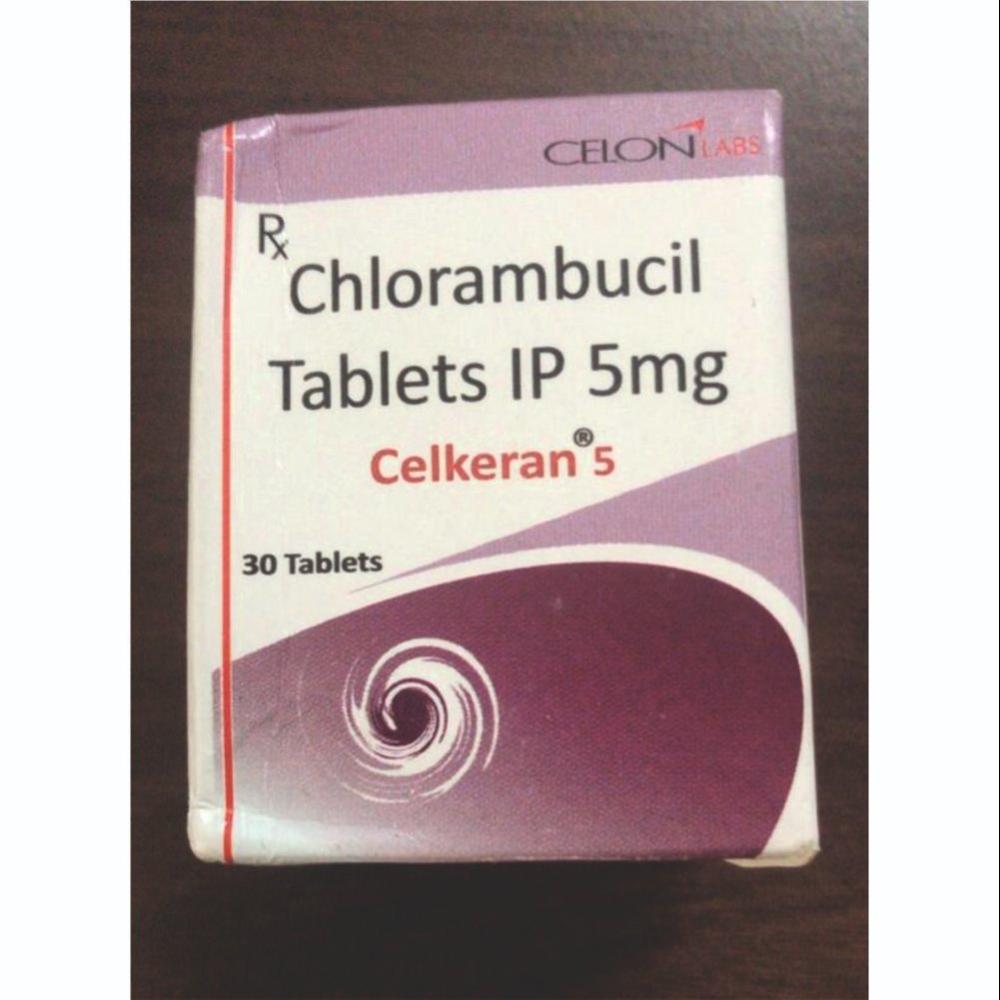 CELON LABS
Rx
Chlorambucil
Tablets IP 5mg
Celkeran® 5
30 Tablets